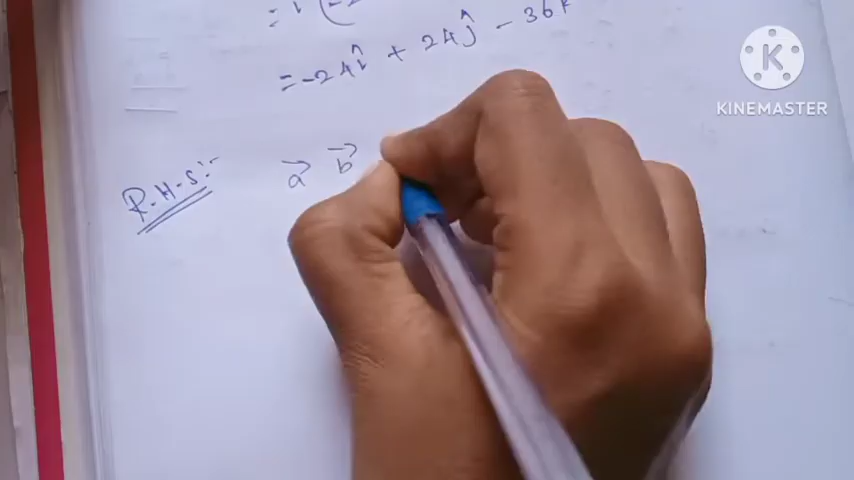 = -24î + 24ĵ - 36k
R.H.S:-
a⃗ b⃗
K
KINEMASTER